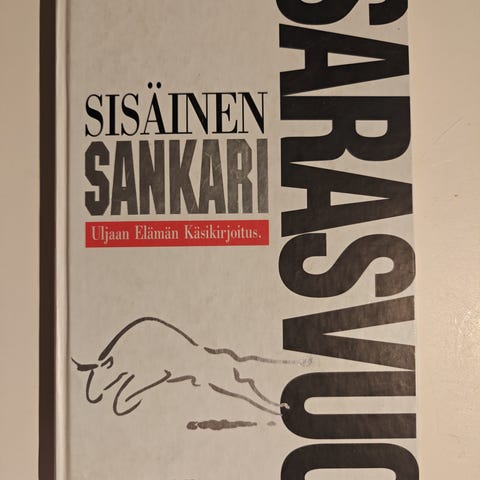 SISÄINEN
SANKARI
Uljaan Elämän Käsikirjoitus.
SARASVUO